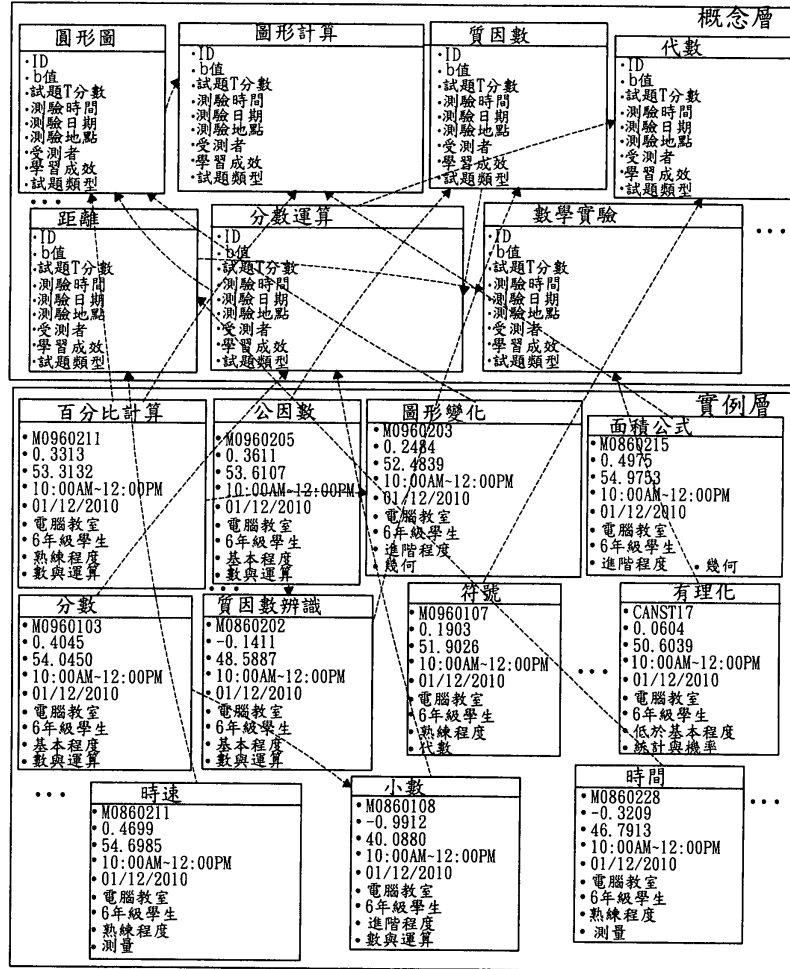 概念層
圓形圖
·ID
·b值
·試題T分數
·測驗時間
·測驗日期
·測驗地點
·受測者
·學習成效
·試題類型
圖形計算
·ID
·b值
·試題T分數
·測驗時間
·測驗日期
·測驗地點
·受測者
·學習成效
·試題類型
質因數
·ID
·b值
·試題T分數
·測驗時間
·測驗日期
·測驗地點
·受測者
·學習成效
·試題類型
代數
·ID
·b值
·試題T分數
·測驗時間
·測驗日期
·測驗地點
·受測者
·學習成效
·試題類型
...
距離
·ID
·b值
·試題T分數
·測驗時間
·測驗日期
·測驗地點
·受測者
·學習成效
·試題類型
分數運算
·ID
·b值
·試題T分數
·測驗時間
·測驗日期
·測驗地點
·受測者
·學習成效
·試題類型
數學實驗
·ID
·b值
·試題T分數
·測驗時間
·測驗日期
·測驗地點
·受測者
·學習成效
·試題類型
...
實例層
百分比計算
•M0960211
•0.3313
•53.3132
•10:00AM~12:00PM
•01/12/2010
•電腦教室
•6年級學生
•熟練程度
•數與運算
公因數
•M0960205
•0.3611
•53.6107
•10:00AM~12:00PM
•01/12/2010
•電腦教室
•6年級學生
•基本程度
•數與運算
圖形變化
•M0960203
•0.2484
•52.4839
•10:00AM~12:00PM
•01/12/2010
•電腦教室
•6年級學生
•進階程度
•幾何
面積公式
•M0860215
•0.4975
•54.9753
•10:00AM~12:00PM
•01/12/2010
•電腦教室
•6年級學生
•進階程度 •幾何
...
分數
•M0960103
•0.4045
•54.0450
•10:00AM~12:00PM
•01/12/2010
•電腦教室
•6年級學生
•基本程度
•數與運算
質因數辨識
•M0860202
•-0.1411
•48.5887
•10:00AM~12:00PM
•01/12/2010
•電腦教室
•6年級學生
•基本程度
•數與運算
符號
•M0960107
•0.1903
•51.9026
•10:00AM~12:00PM
•01/12/2010
•電腦教室
•6年級學生
•熟練程度
•代數
...
有理化
•CANST17
•0.0604
•50.6039
•10:00AM~12:00PM
•01/12/2010
•電腦教室
•6年級學生
•低於基本程度
•統計與機率
...
時速
•M0860211
•0.4699
•54.6985
•10:00AM~12:00PM
•01/12/2010
•電腦教室
•6年級學生
•熟練程度
•測量
小數
•M0860108
•-0.9912
•40.0880
•10:00AM~12:00PM
•01/12/2010
•電腦教室
•6年級學生
•進階程度
•數與運算
時間
•M0860228
•-0.3209
•46.7913
•10:00AM~12:00PM
•01/12/2010
•電腦教室
•6年級學生
•熟練程度
•測量
...